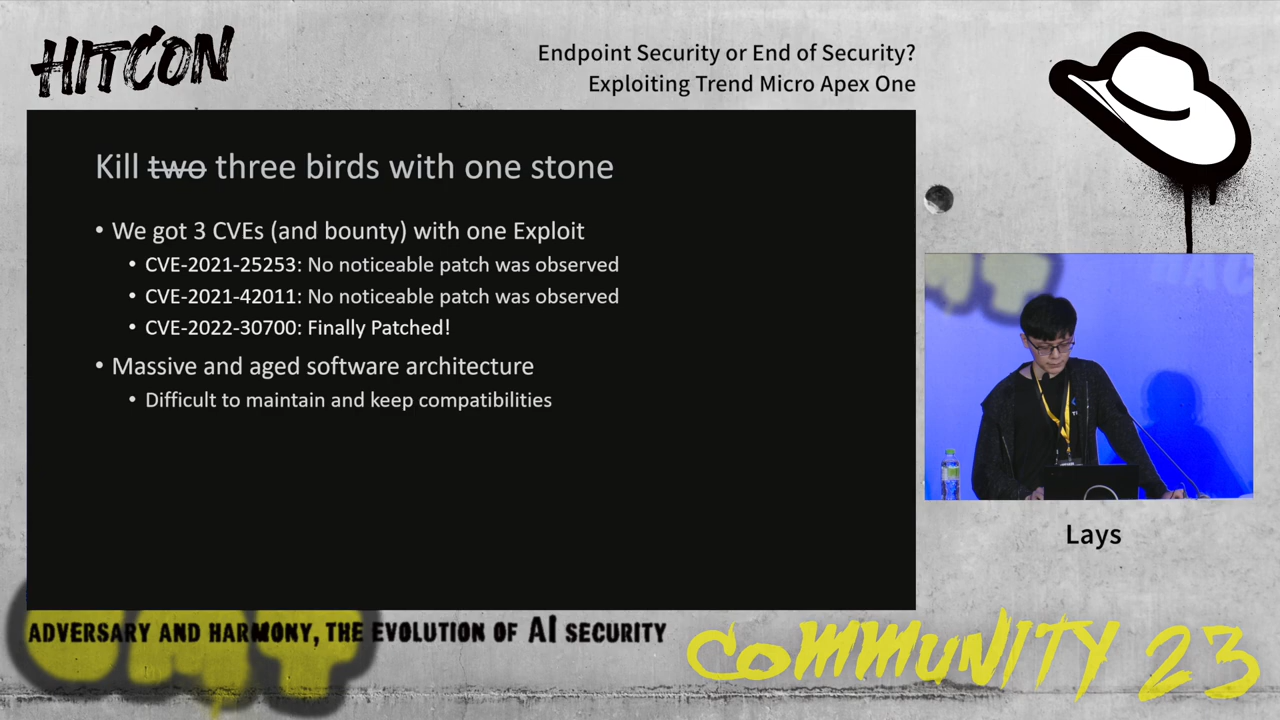 HITCON
Endpoint Security or End of Security?
Exploiting Trend Micro Apex One
Kill two three birds with one stone
• We got 3 CVEs (and bounty) with one Exploit
• CVE-2021-25253: No noticeable patch was observed
• CVE-2021-42011: No noticeable patch was observed
• CVE-2022-30700: Finally Patched!
• Massive and aged software architecture
• Difficult to maintain and keep compatibilities
Lays
ADVERSARY AND HARMONY, THE EVOLUTION OF AI SECURITY
COMMUNITY 23